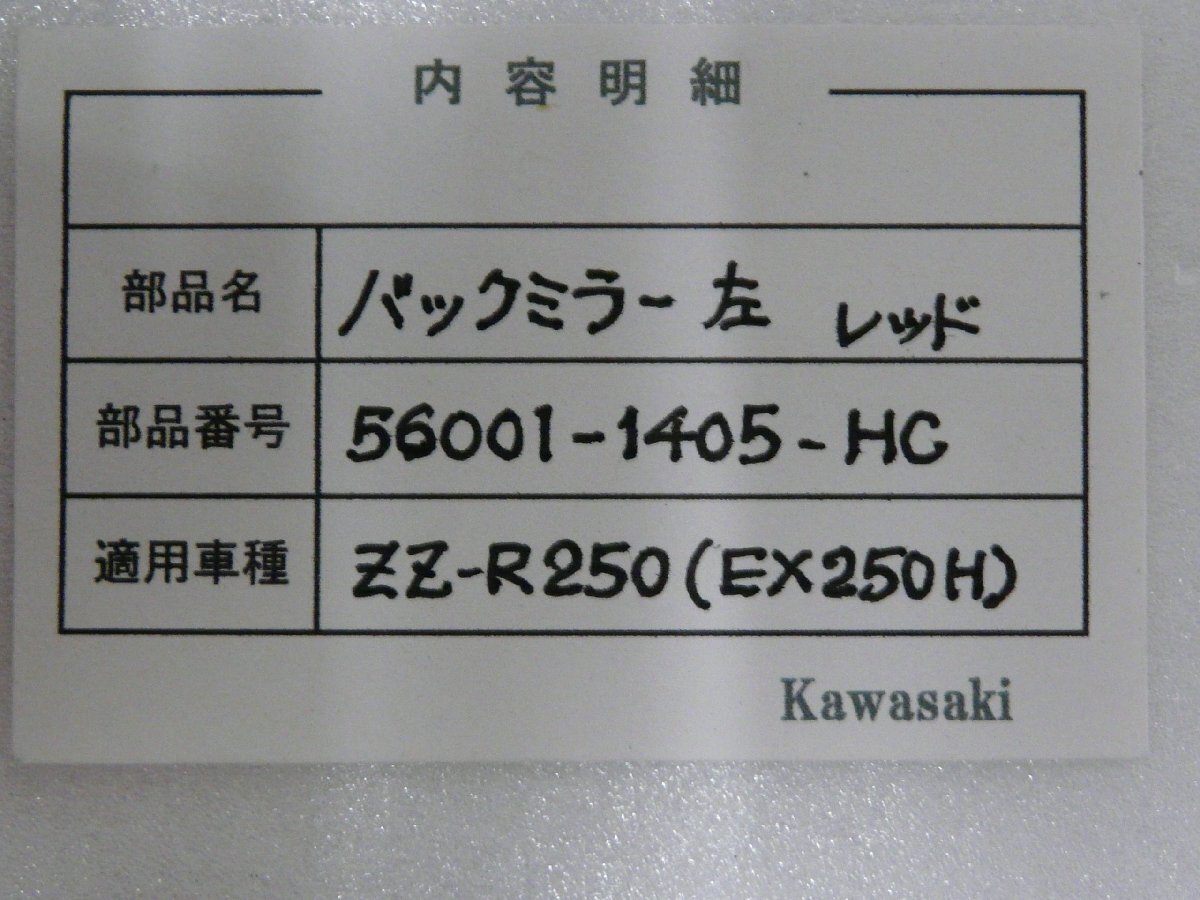 内容明細
部品名 バックミラー 左 レッド
部品番号 56001-1405-HC
適用車種 ZZ-R250(EX250H)
Kawasaki